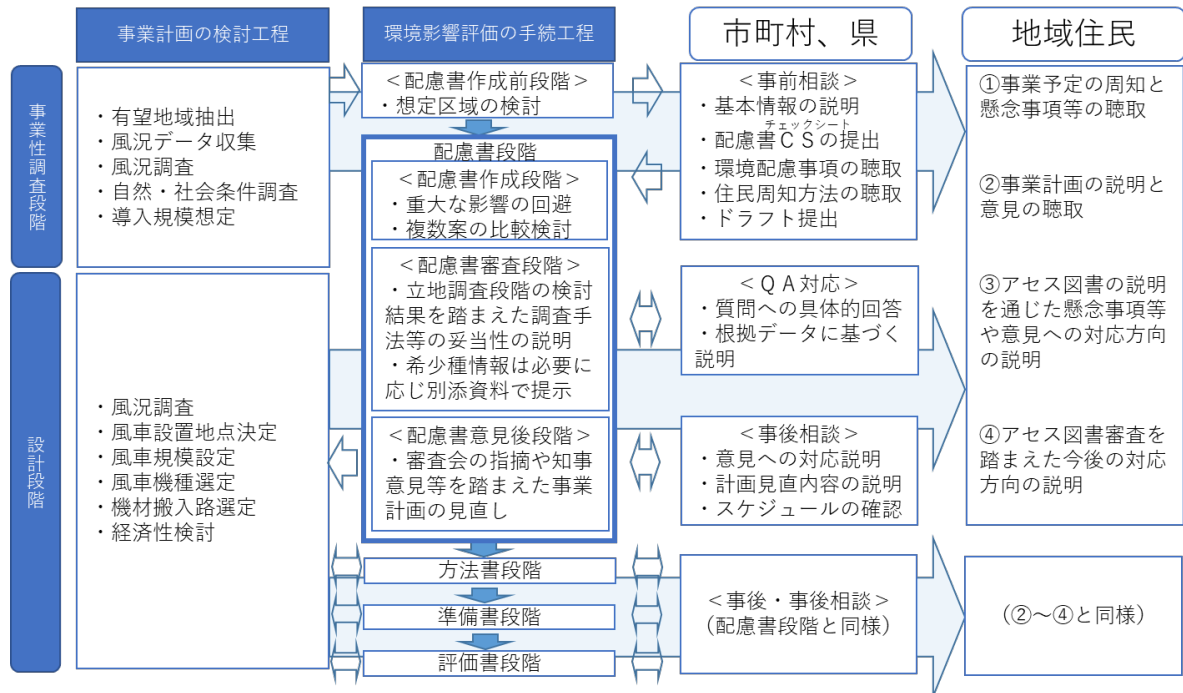 事業計画の検討工程
環境影響評価の手続工程
市町村、県
地域住民
事業性調査段階
・有望地域抽出
・風況データ収集
・風況調査
・自然・社会条件調査
・導入規模想定
＜配慮書作成前段階＞
・想定区域の検討
配慮書段階
＜配慮書作成段階＞
・重大な影響の回避
・複数案の比較検討
＜配慮書審査段階＞
・立地調査段階の検討
結果を踏まえた調査手
法等の妥当性の説明
・希少種情報は必要に
応じ別添資料で提示
＜配慮書意見後段階＞
・審査会の指摘や知事
意見等を踏まえた事業
計画の見直し
＜事前相談＞
・基本情報の説明
チェックシート
・配慮書ＣＳの提出
・環境配慮事項の聴取
・住民周知方法の聴取
・ドラフト提出
＜ＱＡ対応＞
・質問への具体的回答
・根拠データに基づく
説明
＜事後相談＞
・意見への対応説明
・計画見直内容の説明
・スケジュールの確認
①事業予定の周知と
懸念事項等の聴取
②事業計画の説明と
意見の聴取
③アセス図書の説明
を通じた懸念事項等
や意見への対応方向
の説明
④アセス図書審査を
踏まえた今後の対応
方向の説明
設計段階
・風況調査
・風車設置地点決定
・風車規模設定
・風車機種選定
・機材搬入路選定
・経済性検討
方法書段階
準備書段階
評価書段階
＜事後・事後相談＞
（配慮書段階と同様）
（②～④と同様）